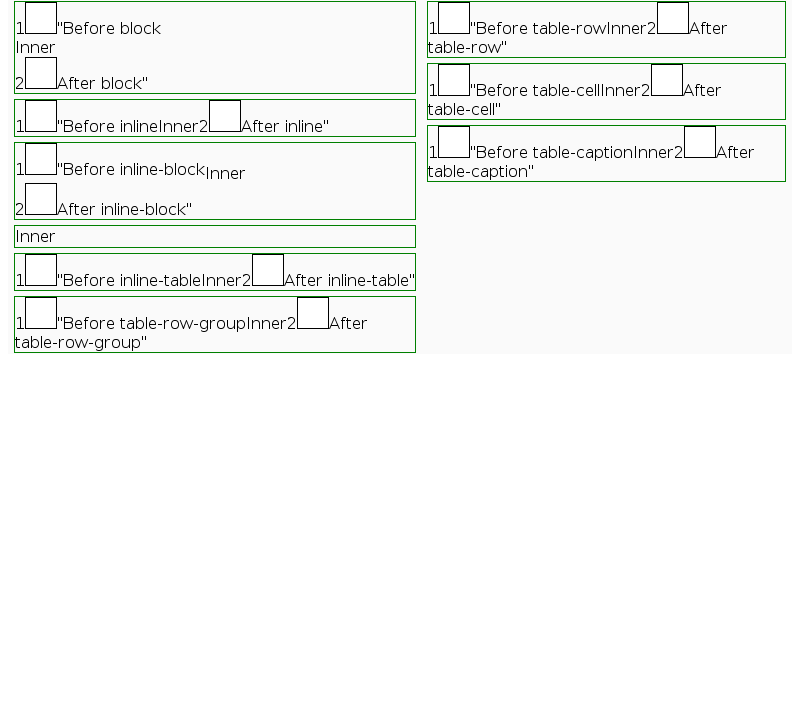 1"Before block
Inner
2After block"
1"Before inlineInner2After inline"
1"Before inline-blockInner
2After inline-block"
Inner
1"Before inline-tableInner2After inline-table"
1"Before table-row-groupInner2After
table-row-group"
1"Before table-rowInner2After
table-row"
1"Before table-cellInner2After
table-cell"
1"Before table-captionInner2After
table-caption"